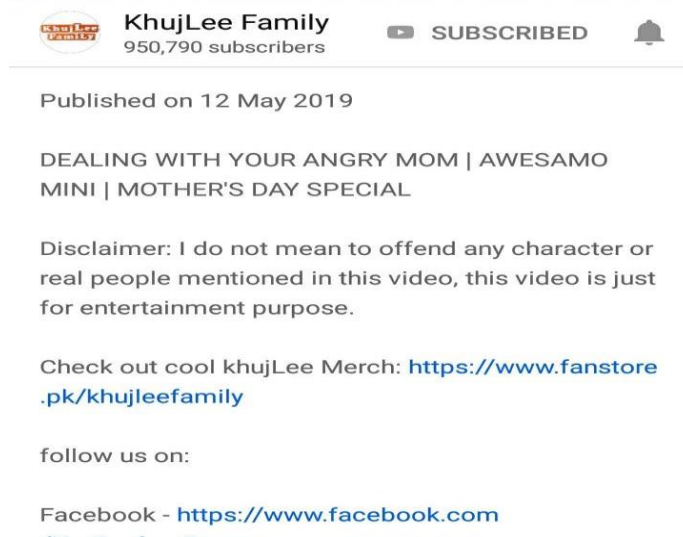 KhujLee
Family
KhujLee Family
950,790 subscribers
SUBSCRIBED
Published on 12 May 2019
DEALING WITH YOUR ANGRY MOM | AWESAMO
MINI | MOTHER'S DAY SPECIAL
Disclaimer: I do not mean to offend any character or
real people mentioned in this video, this video is just
for entertainment purpose.
Check out cool khujLee Merch: https://www.fanstore
.pk/khujleefamily
follow us on:
Facebook - https://www.facebook.com